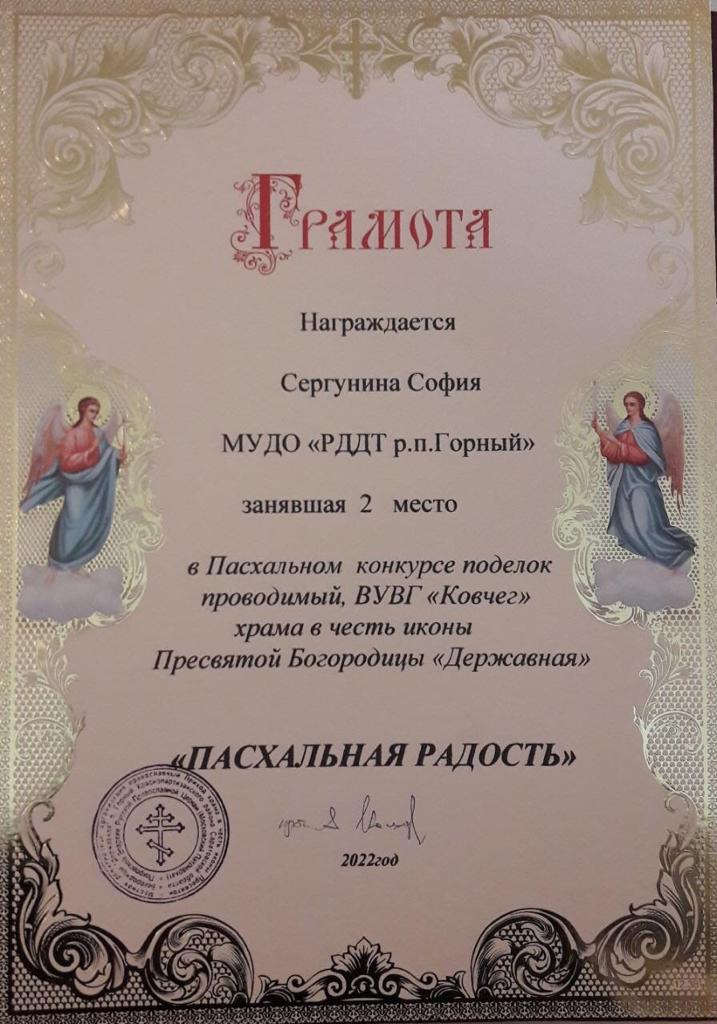 Грамота
Награждается
Сергунина София
МУДО «РДДТ р.п.Горный»
занявшая 2 место
в Пасхальном конкурсе поделок
проводимый, ВУВГ «Ковчег»
храма в честь иконы
Пресвятой Богородицы «Державная»
«ПАСХАЛЬНАЯ РАДОСТЬ»
2022год